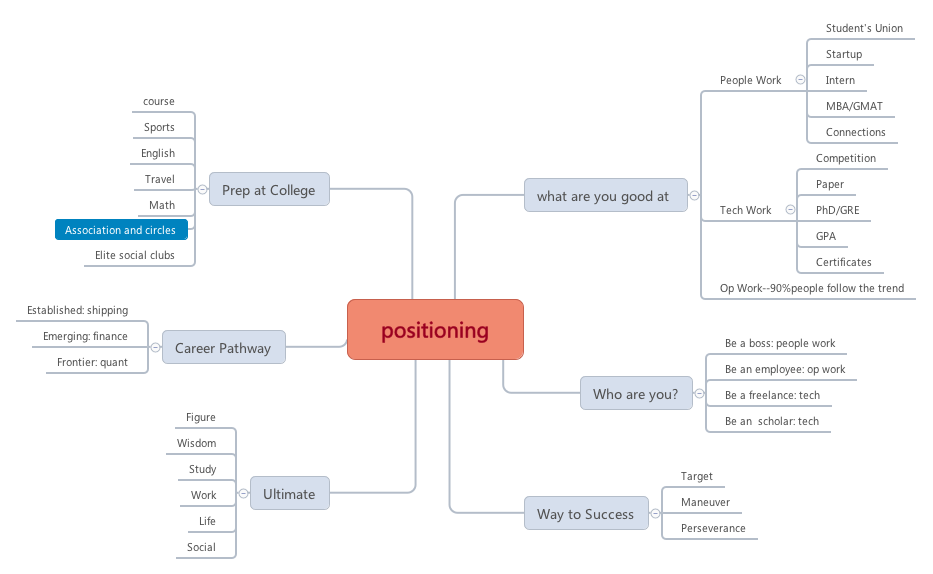 positioning
what are you good at
People Work
Student's Union
Startup
Intern
MBA/GMAT
Connections
Tech Work
Competition
Paper
PhD/GRE
GPA
Certificates
Op Work--90%people follow the trend
Who are you?
Be a boss: people work
Be an employee: op work
Be a freelance: tech
Be an  scholar: tech
Way to Success
Target
Maneuver
Perseverance
Prep at College
course
Sports
English
Travel
Math
Association and circles
Elite social clubs
Career Pathway
Established: shipping
Emerging: finance
Frontier: quant
Ultimate
Figure
Wisdom
Study
Work
Life
Social